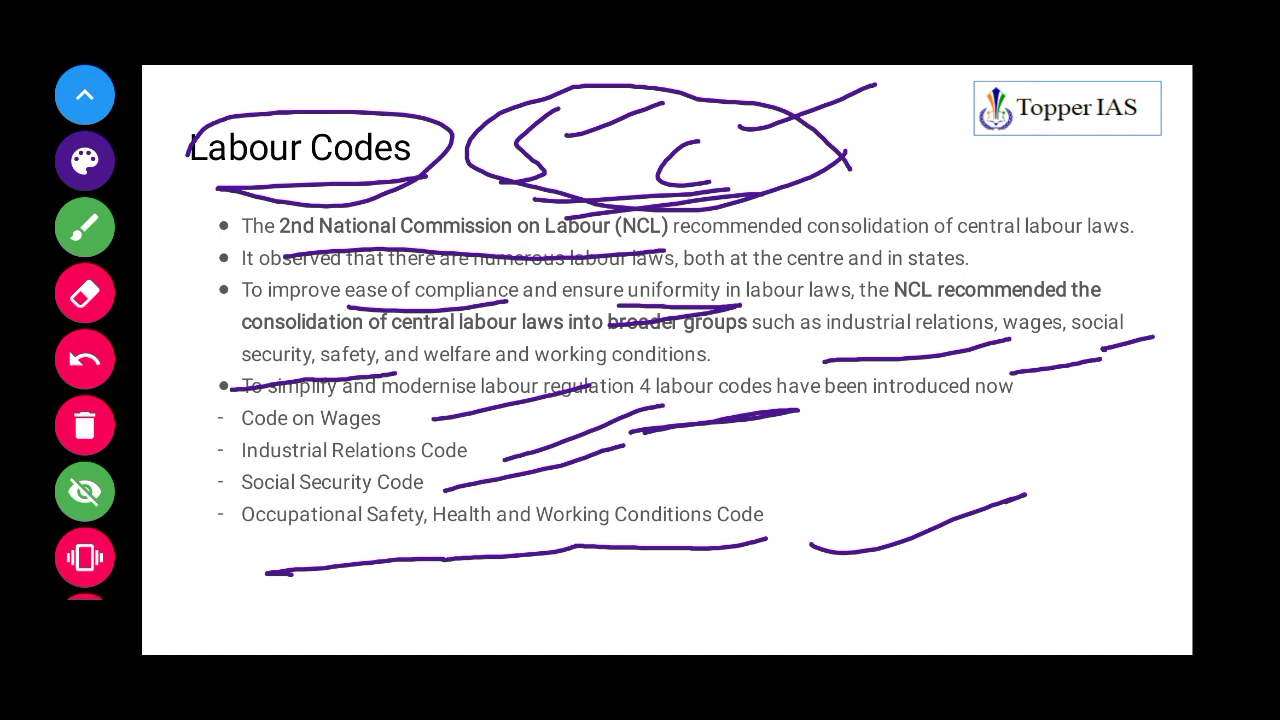 Topper IAS
Labour Codes
● The 2nd National Commission on Labour (NCL) recommended consolidation of central labour laws.
● It observed that there are numerous labour laws, both at the centre and in states.
● To improve ease of compliance and ensure uniformity in labour laws, the NCL recommended the
consolidation of central labour laws into broader groups such as industrial relations, wages, social
security, safety, and welfare and working conditions.
● To simplify and modernise labour regulation 4 labour codes have been introduced now
- Code on Wages
- Industrial Relations Code
- Social Security Code
- Occupational Safety, Health and Working Conditions Code